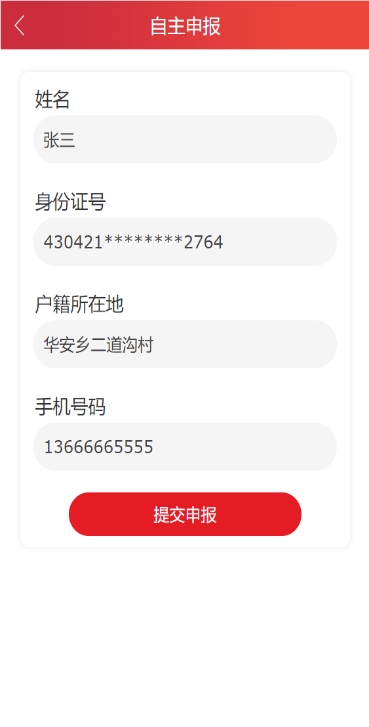 自主申报
姓名
张三
身份证号
430421********2764
户籍所在地
华安乡二道沟村
手机号码
13666665555
提交申报